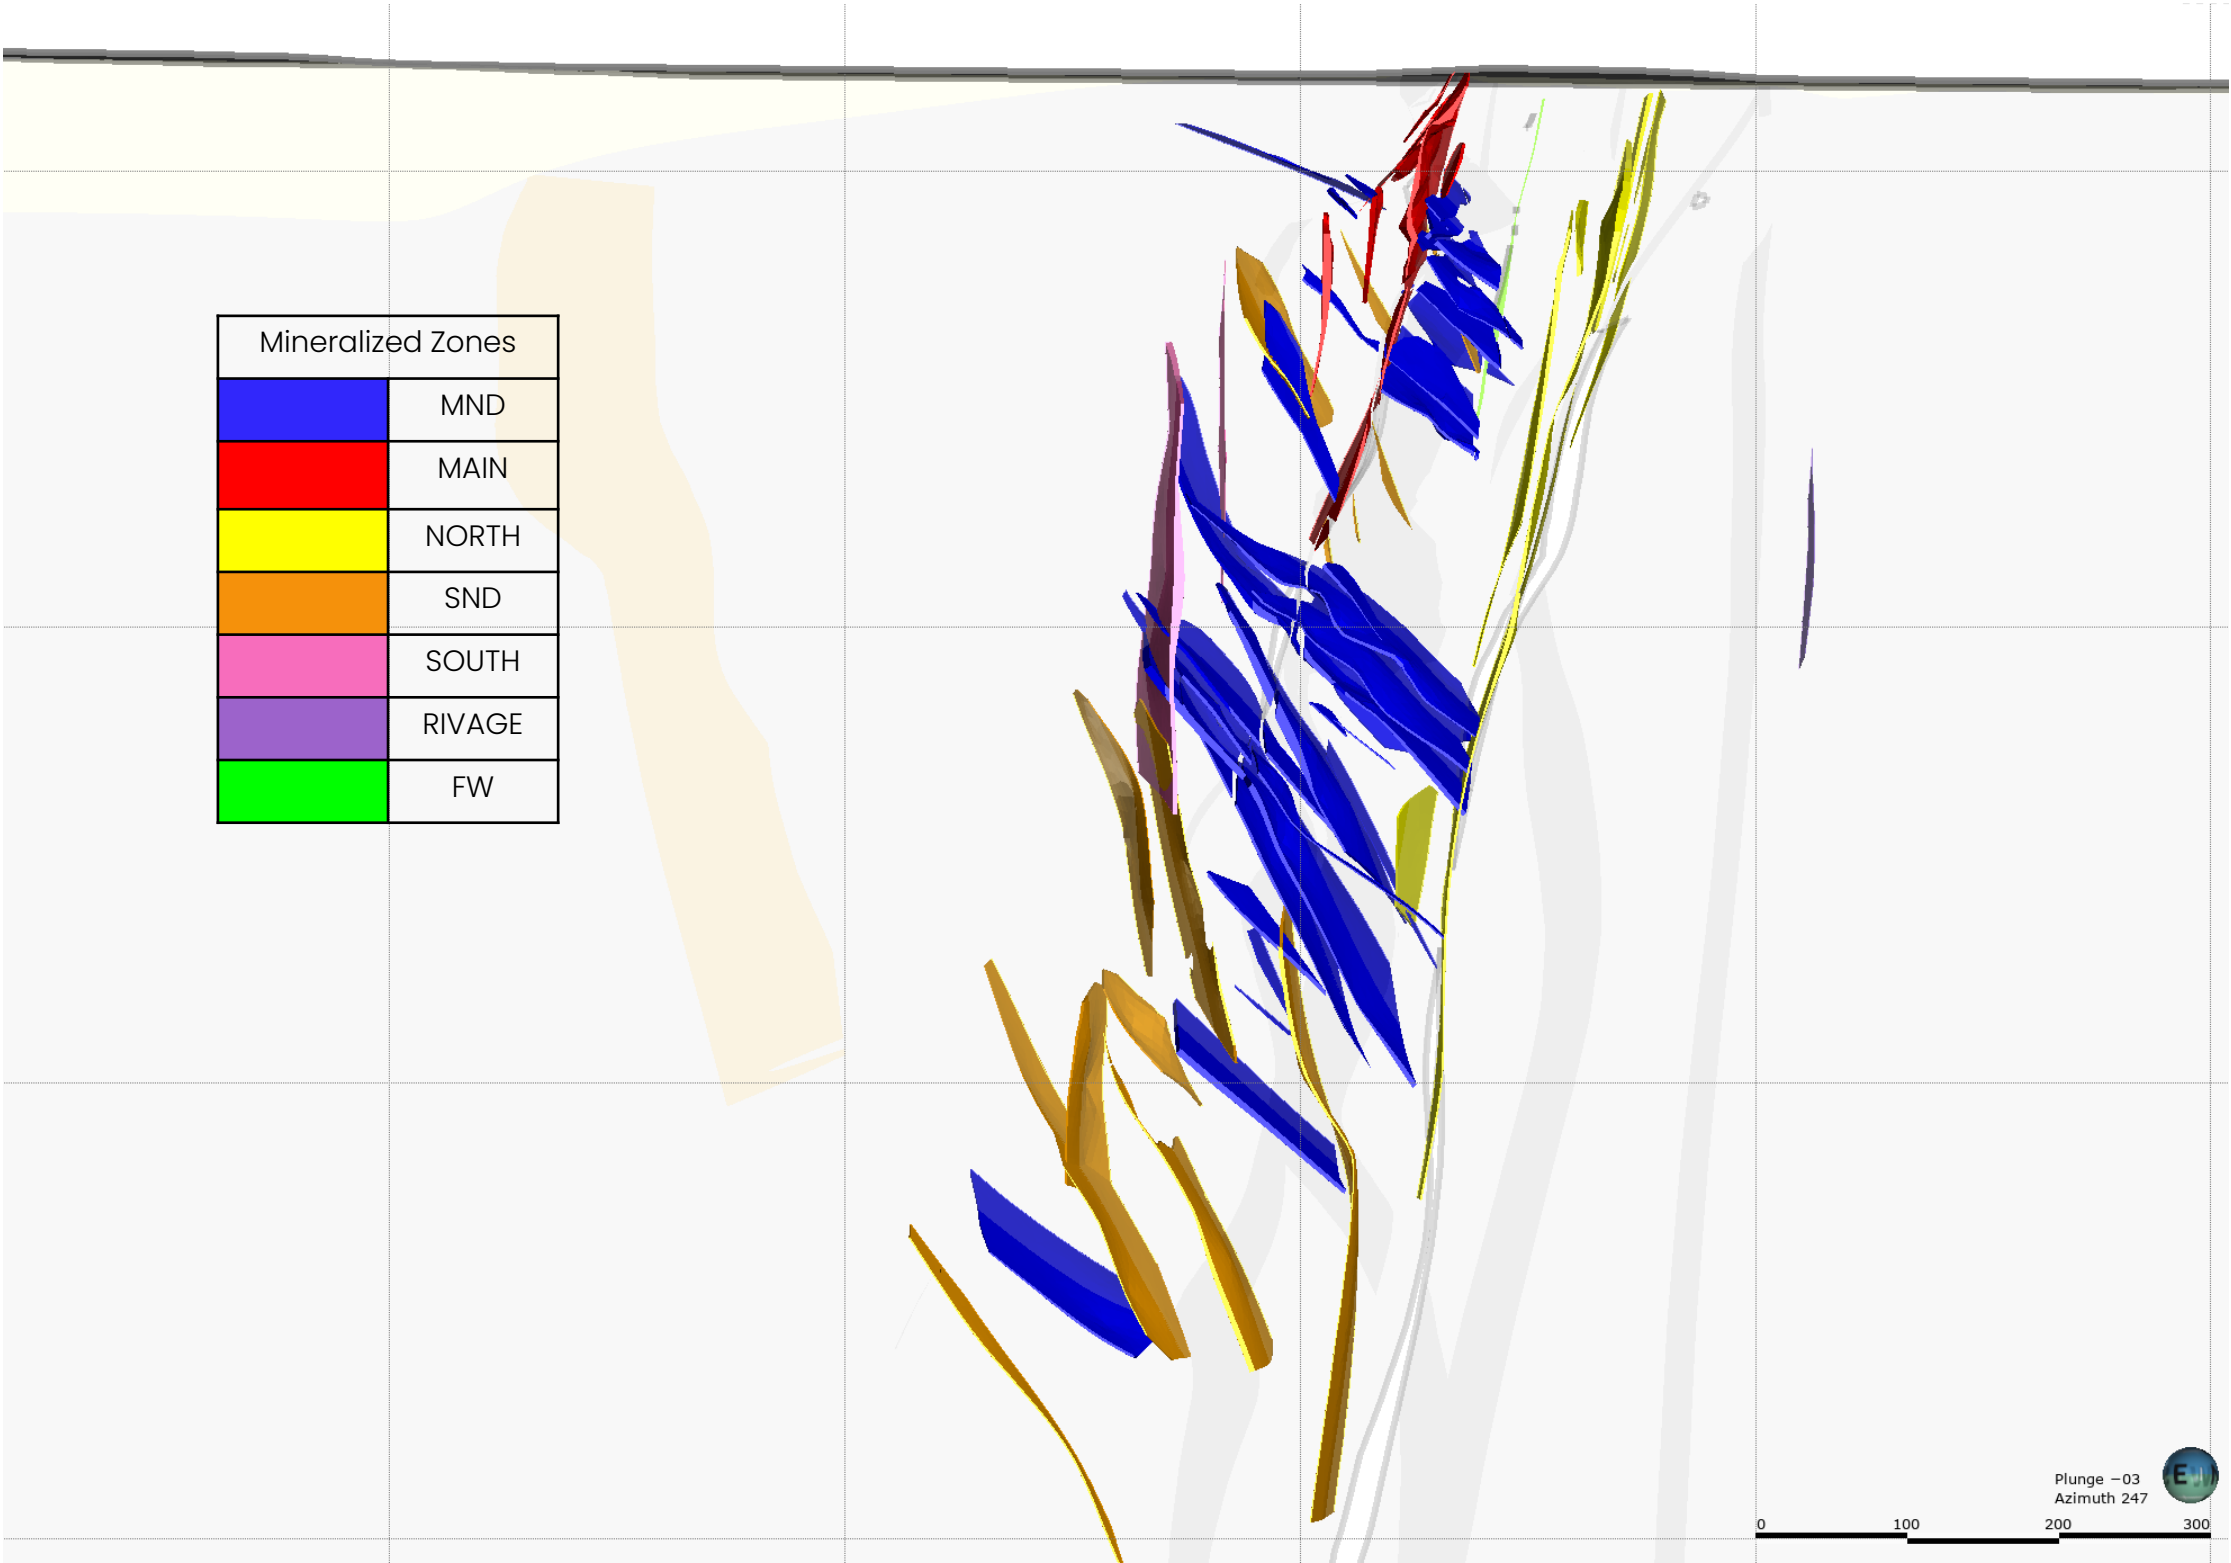 Mineralized Zones
MND
MAIN
NORTH
SND
SOUTH
RIVAGE
FW
Plunge −03
Azimuth 247
E
0 100 200 300